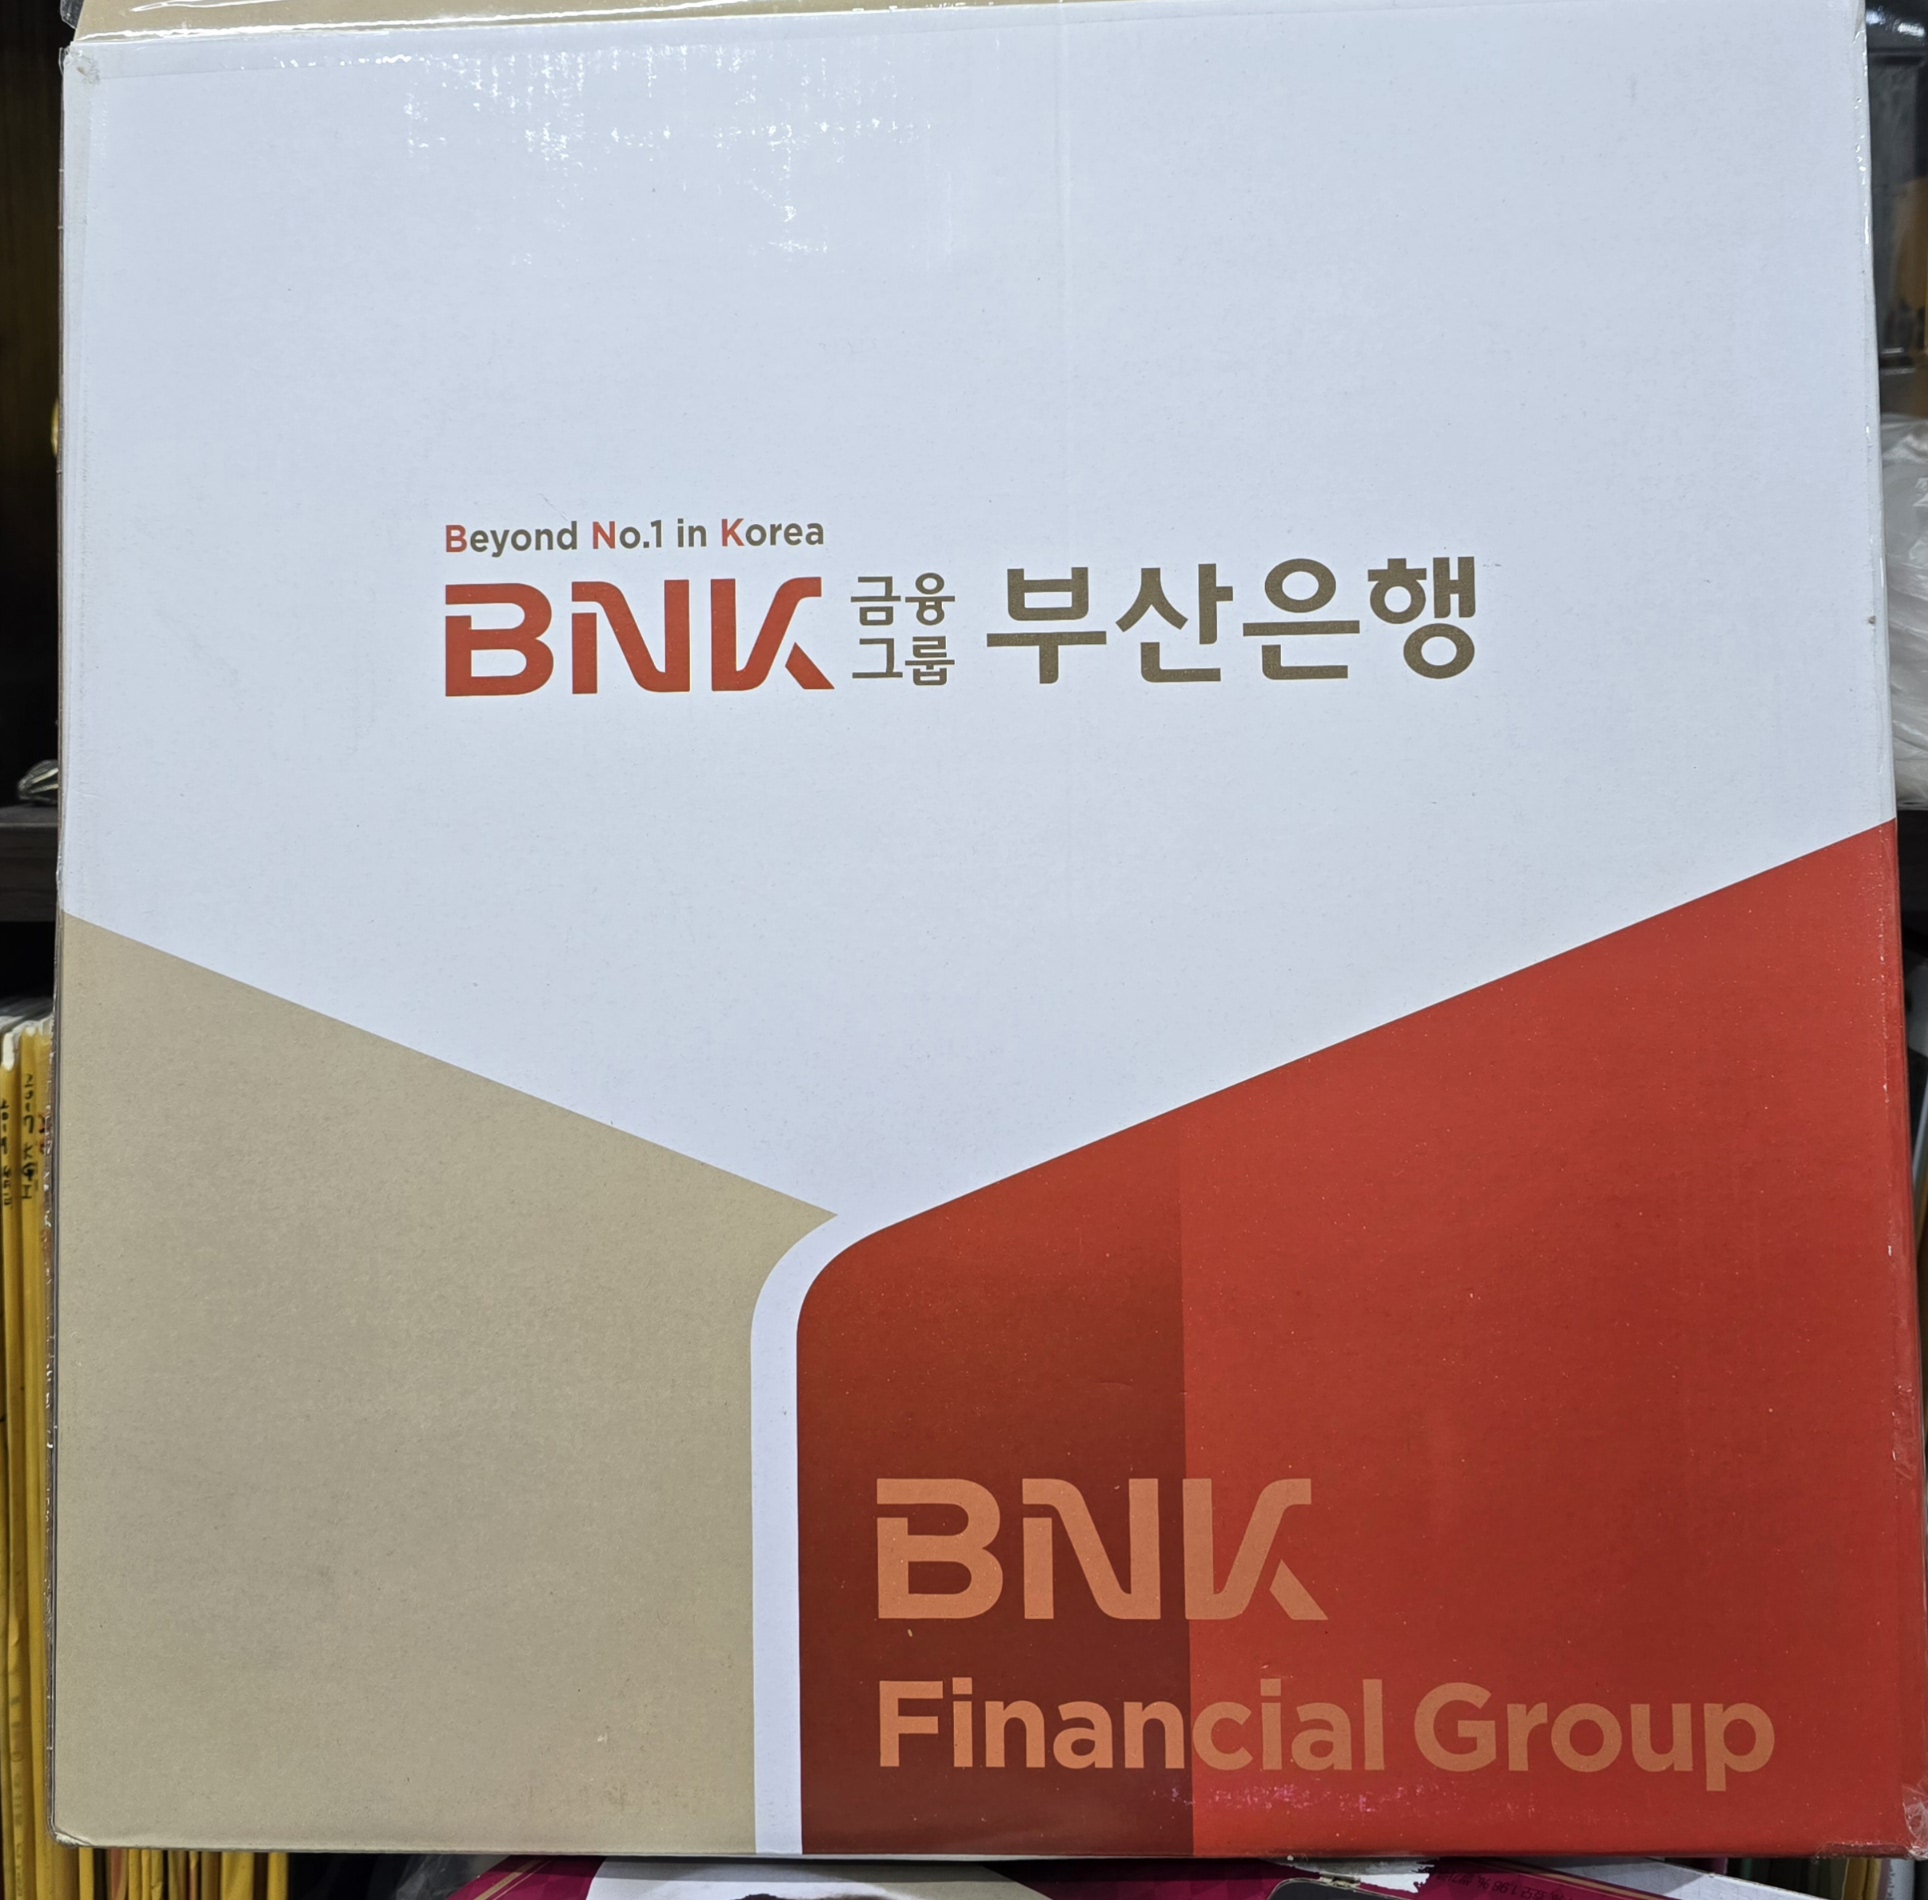 Beyond No.1 in Korea
BNK 금융그룹 부산은행
BNK
Financial Group